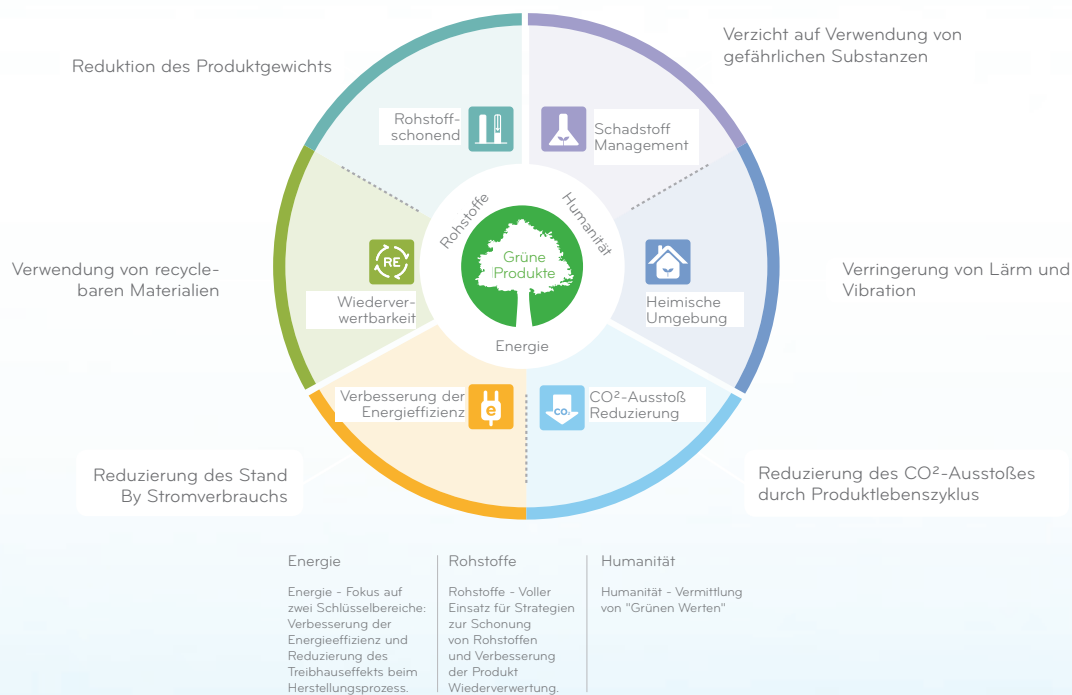 Verzicht auf Verwendung von
gefährlichen Substanzen
Reduktion des Produktgewichts
Rohstoff-
schonend
Schadstoff
Management
Rohstoffe
Humanität
Grüne
Produkte
Energie
RE
Verwendung von recycle-
baren Materialien
Verringerung von Lärm und
Vibration
Wiederver-
wertbarkeit
Heimische
Umgebung
Verbesserung der
Energieffizienz
e
CO₂
CO²-Ausstoß
Reduzierung
Reduzierung des Stand
By Stromverbrauchs
Reduzierung des CO²-Ausstoßes
durch Produktlebenszyklus
Energie
Energie - Fokus auf
zwei Schlüsselbereiche:
Verbesserung der
Energieeffizienz und
Reduzierung des
Treibhauseffekts beim
Herstellungsprozess.
Rohstoffe
Rohstoffe - Voller
Einsatz für Strategien
zur Schonung
von Rohstoffen
und Verbesserung
der Produkt
Wiederverwertung.
Humanität
Humanität - Vermittlung
von "Grünen Werten"